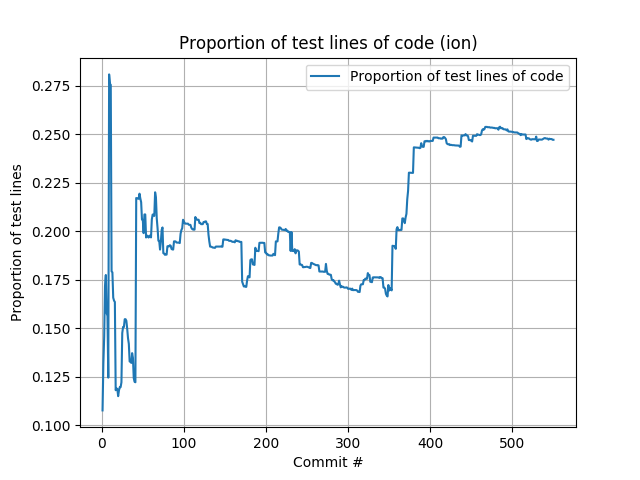 Proportion of test lines of code (ion)
Proportion of test lines of code
Proportion of test lines
0.275
0.250
0.225
0.200
0.175
0.150
0.125
0.100
0 100 200 300 400 500
Commit #